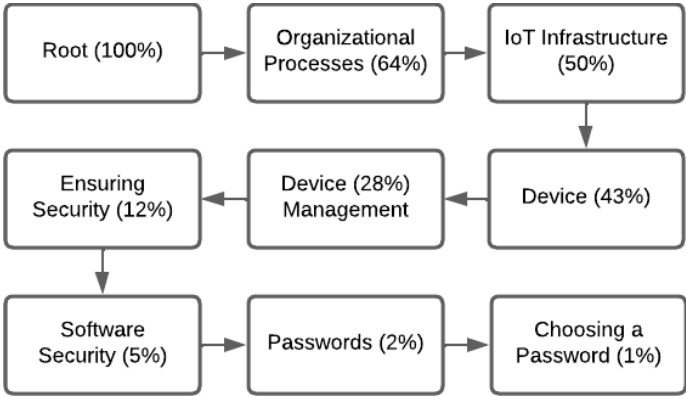 Root (100%)
Organizational
Processes (64%)
IoT Infrastructure
(50%)
Device (43%)
Device (28%)
Management
Ensuring
Security (12%)
Software
Security (5%)
Passwords (2%)
Choosing a
Password (1%)